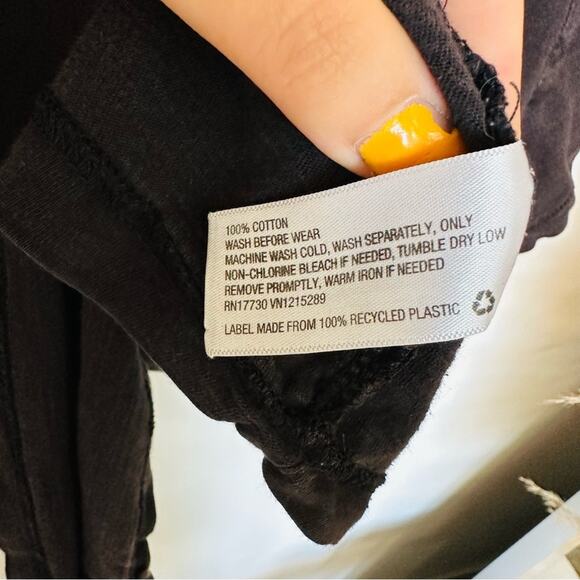 100% COTTON
WASH BEFORE WEAR
MACHINE WASH COLD, WASH SEPARATELY, ONLY
NON-CHLORINE BLEACH IF NEEDED, TUMBLE DRY LOW
REMOVE PROMPTLY, WARM IRON IF NEEDED
RN17730 VN1215289
LABEL MADE FROM 100% RECYCLED PLASTIC